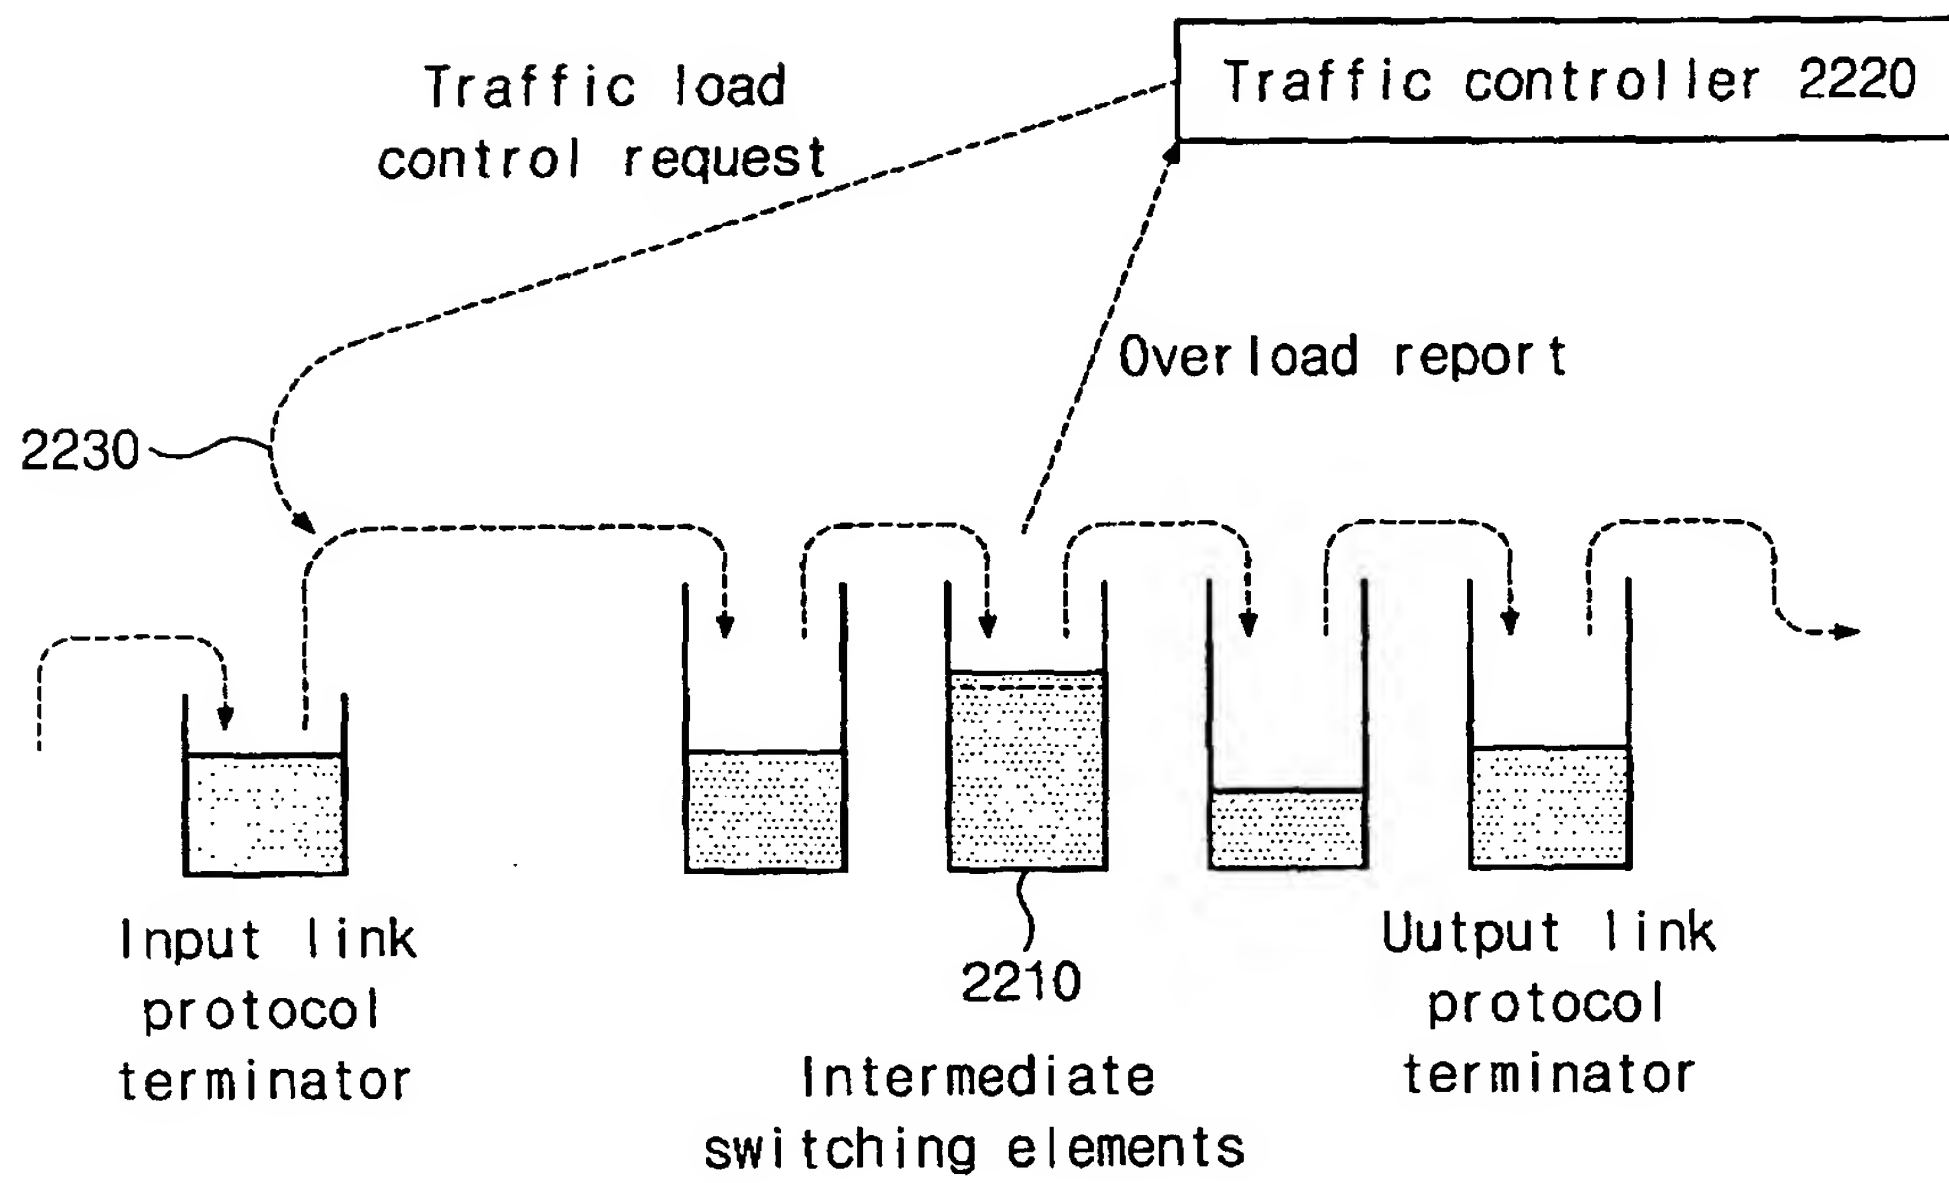 Traffic load
control request
Traffic controller 2220
Overload report
2230
Input link
protocol
terminator
2210
Intermediate
switching elements
Uutput link
protocol
terminator